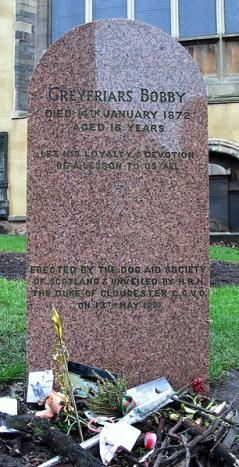 GREYFRIARS BOBBY
DIED 14TH JANUARY 1872
AGED 16 YEARS
LET HIS LOYALTY & DEVOTION
BE A LESSON TO US ALL
ERECTED BY THE DOG AID SOCIETY
OF SCOTLAND & UNVEILED BY H.R.H.
THE DUKE OF GLOUCESTER G.C.V.O.
ON 13TH MAY 1981